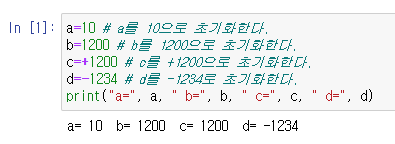 In [1]: a=10 # a를 10으로 초기화한다.
b=1200 # b를 1200으로 초기화한다.
c=+1200 # c를 +1200으로 초기화한다.
d=-1234 # d를 -1234로 초기화한다.
print("a=", a, " b=", b, " c=", c, " d=", d)
a= 10  b= 1200  c= 1200  d= -1234